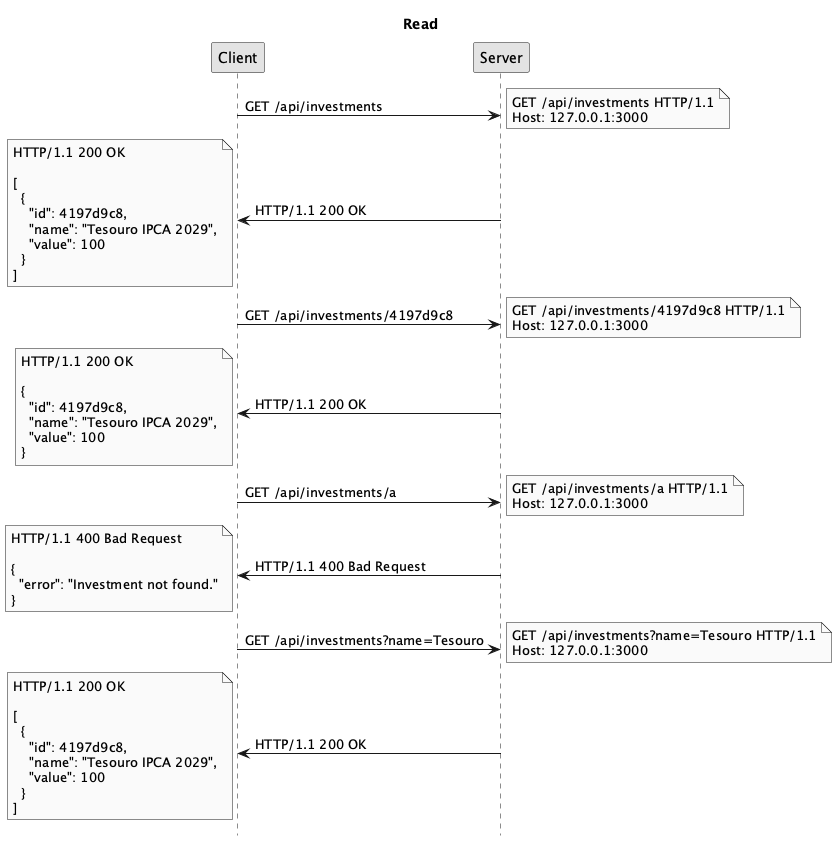 Read
Client
Server
GET /api/investments
GET /api/investments HTTP/1.1
Host: 127.0.0.1:3000
HTTP/1.1 200 OK
[
  {
    "id": 4197d9c8,
    "name": "Tesouro IPCA 2029",
    "value": 100
  }
]
HTTP/1.1 200 OK
GET /api/investments/4197d9c8
GET /api/investments/4197d9c8 HTTP/1.1
Host: 127.0.0.1:3000
HTTP/1.1 200 OK
{
  "id": 4197d9c8,
  "name": "Tesouro IPCA 2029",
  "value": 100
}
HTTP/1.1 200 OK
GET /api/investments/a
GET /api/investments/a HTTP/1.1
Host: 127.0.0.1:3000
HTTP/1.1 400 Bad Request
{
  "error": "Investment not found."
}
HTTP/1.1 400 Bad Request
GET /api/investments?name=Tesouro
GET /api/investments?name=Tesouro HTTP/1.1
Host: 127.0.0.1:3000
HTTP/1.1 200 OK
[
  {
    "id": 4197d9c8,
    "name": "Tesouro IPCA 2029",
    "value": 100
  }
]
HTTP/1.1 200 OK